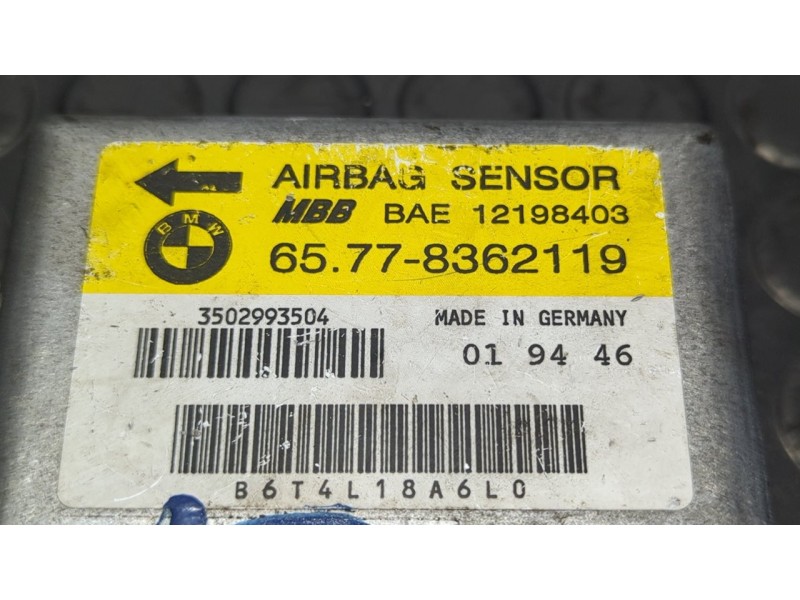 AIRBAG SENSOR
BMW
MBB BAE 12198403
65.77-8362119
3502993504 MADE IN GERMANY
01 94 46
B6T4L18A6L0